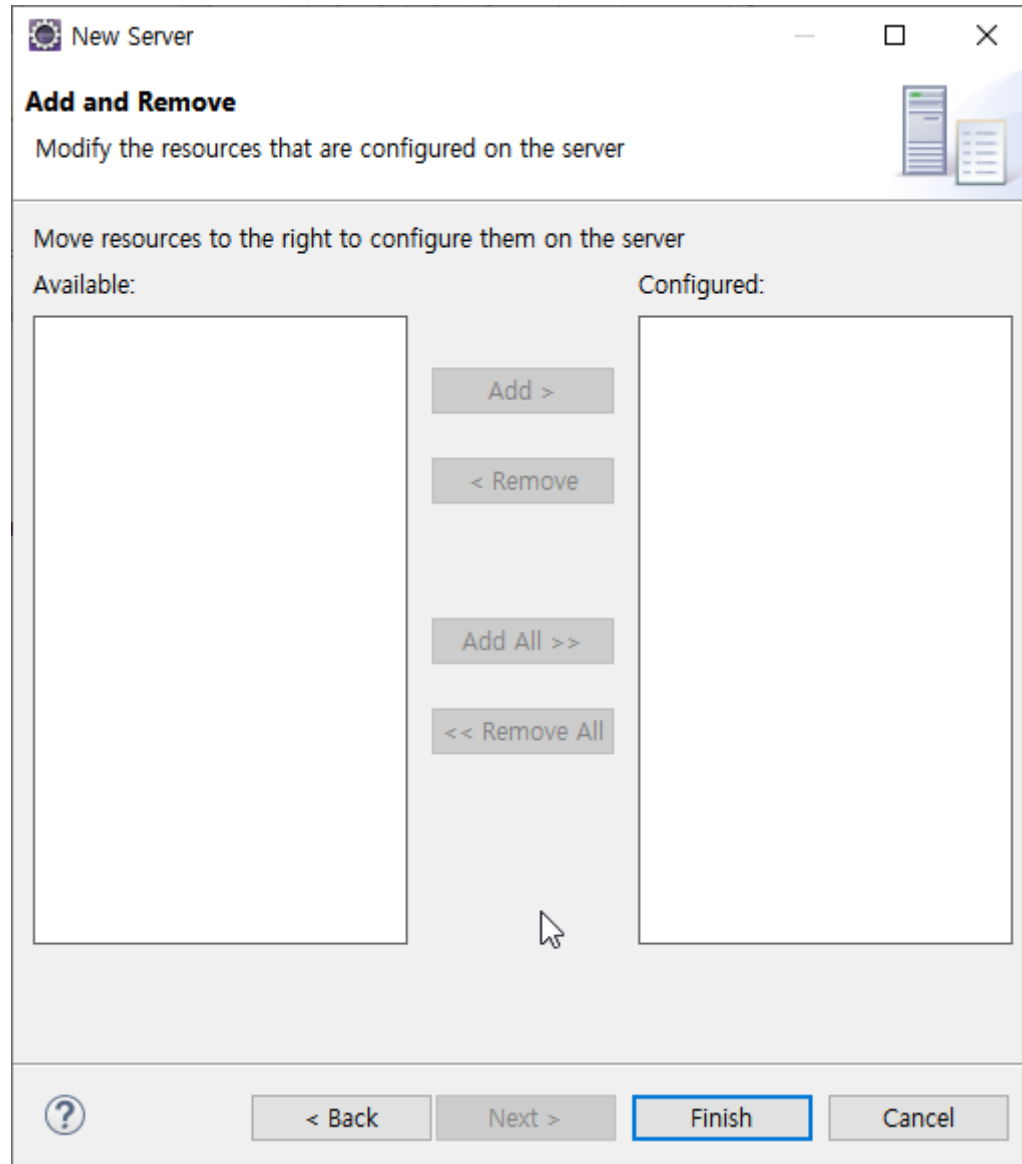 New Server
Add and Remove
Modify the resources that are configured on the server
Move resources to the right to configure them on the server
Available:
Configured:
Add >
< Remove
Add All >>
<< Remove All
?
< Back
Next >
Finish
Cancel